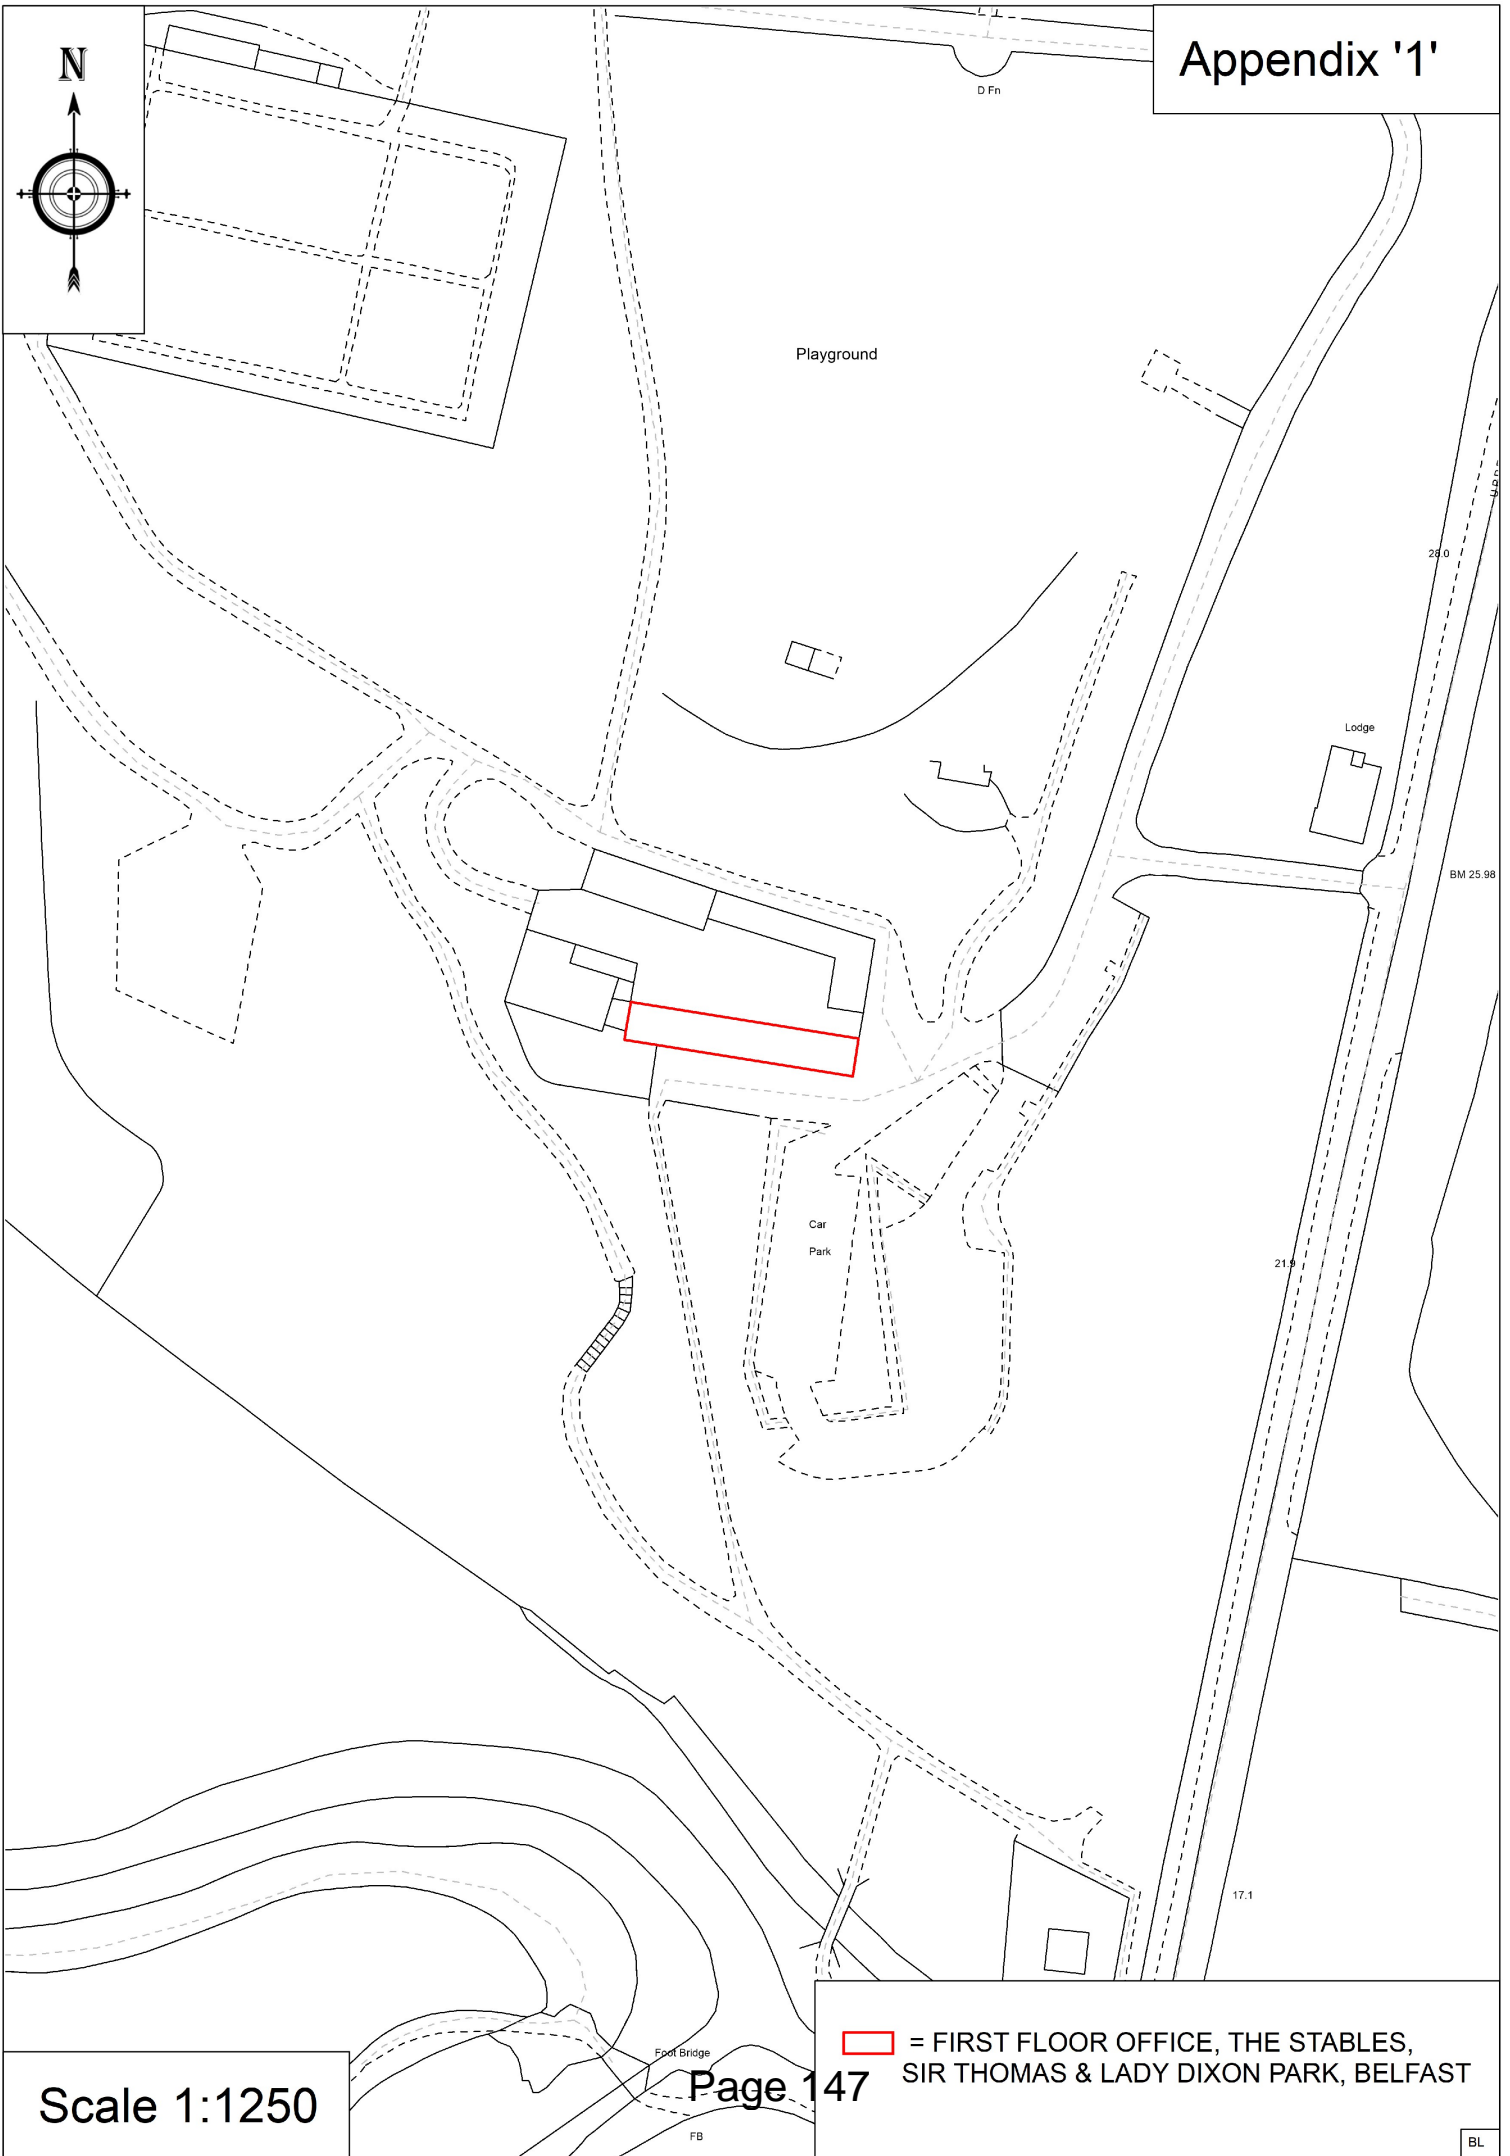 N
Appendix '1'
D Fn
Playground
28.0
Lodge
BM 25.98
Car
Park
21.9
17.1
= FIRST FLOOR OFFICE, THE STABLES,
SIR THOMAS & LADY DIXON PARK, BELFAST
Foot Bridge
Page 147
Scale 1:1250
FB
BL